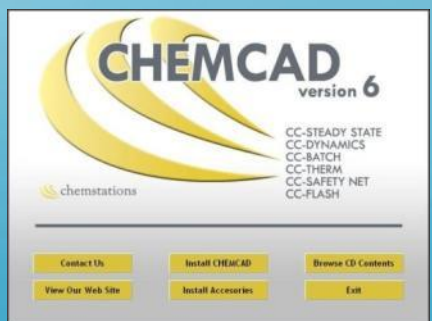 CHEMCAD
version 6
CC-STEADY STATE
CC-DYNAMICS
CC-BATCH
CC-THERM
CC-SAFETY NET
CC-FLASH
chemstations
Contact Us
Install CHEMCAD
Browse CD Contents
View Our Web Site
Install Accesories
Exit